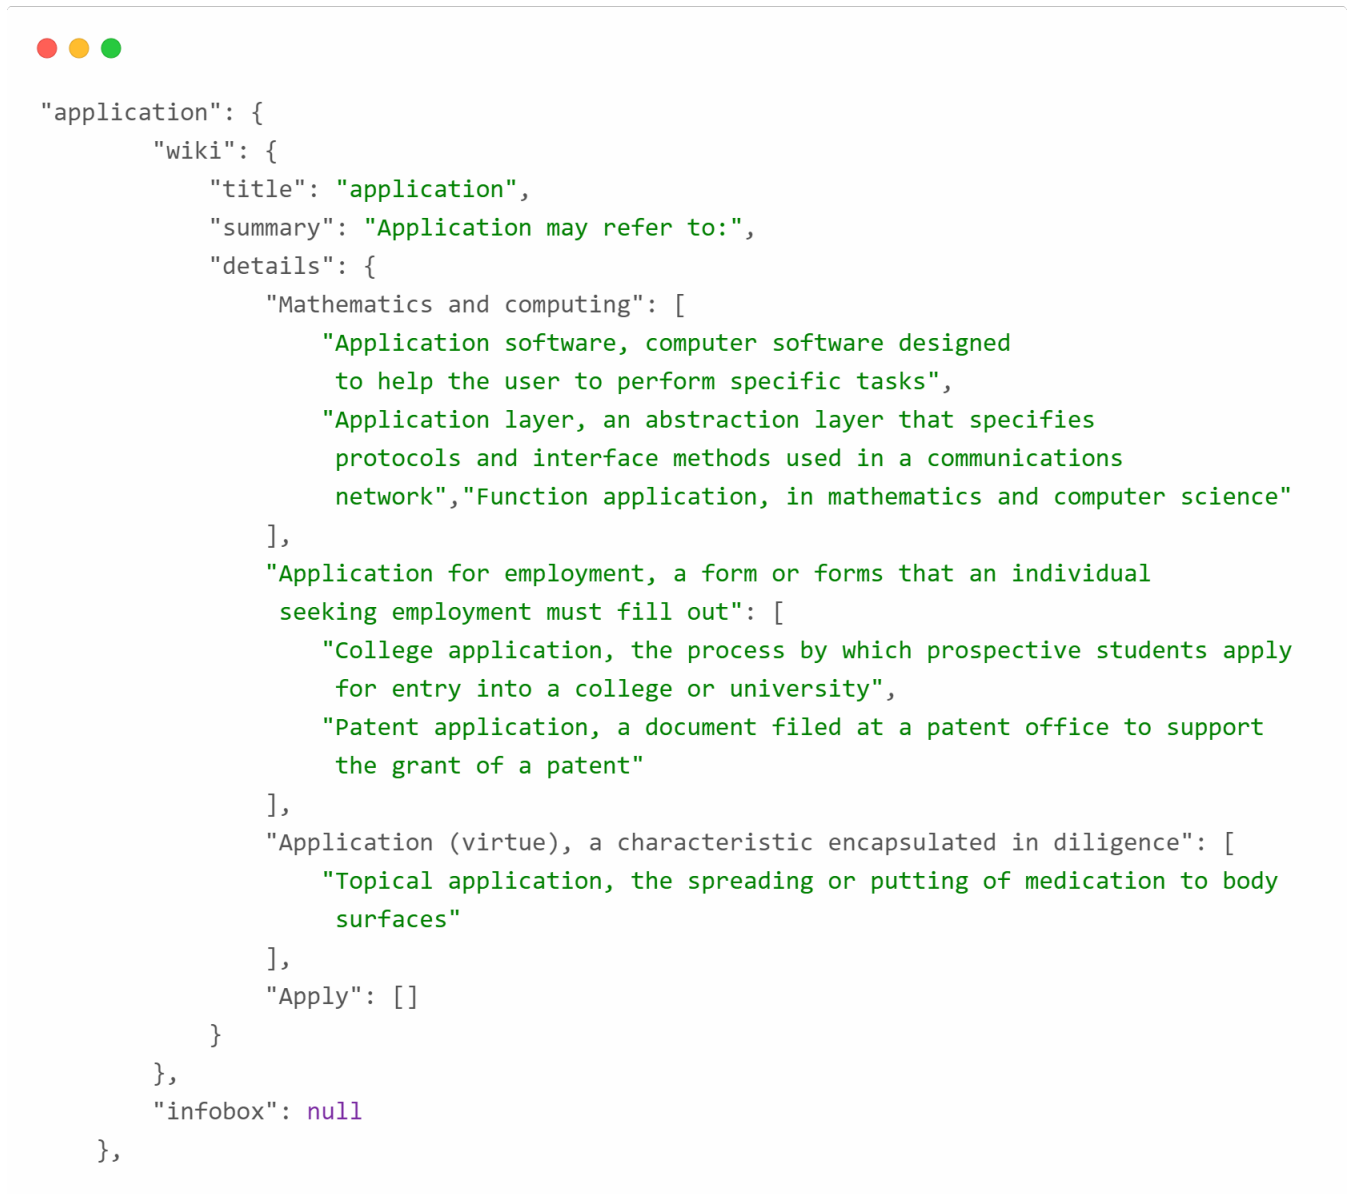 "application": {
"wiki": {
"title": "application",
"summary": "Application may refer to:",
"details": {
"Mathematics and computing": [
"Application software, computer software designed
to help the user to perform specific tasks",
"Application layer, an abstraction layer that specifies
protocols and interface methods used in a communications
network","Function application, in mathematics and computer science"
],
"Application for employment, a form or forms that an individual
seeking employment must fill out": [
"College application, the process by which prospective students apply
for entry into a college or university",
"Patent application, a document filed at a patent office to support
the grant of a patent"
],
"Application (virtue), a characteristic encapsulated in diligence": [
"Topical application, the spreading or putting of medication to body
surfaces"
],
"Apply": []
}
},
"infobox": null
},